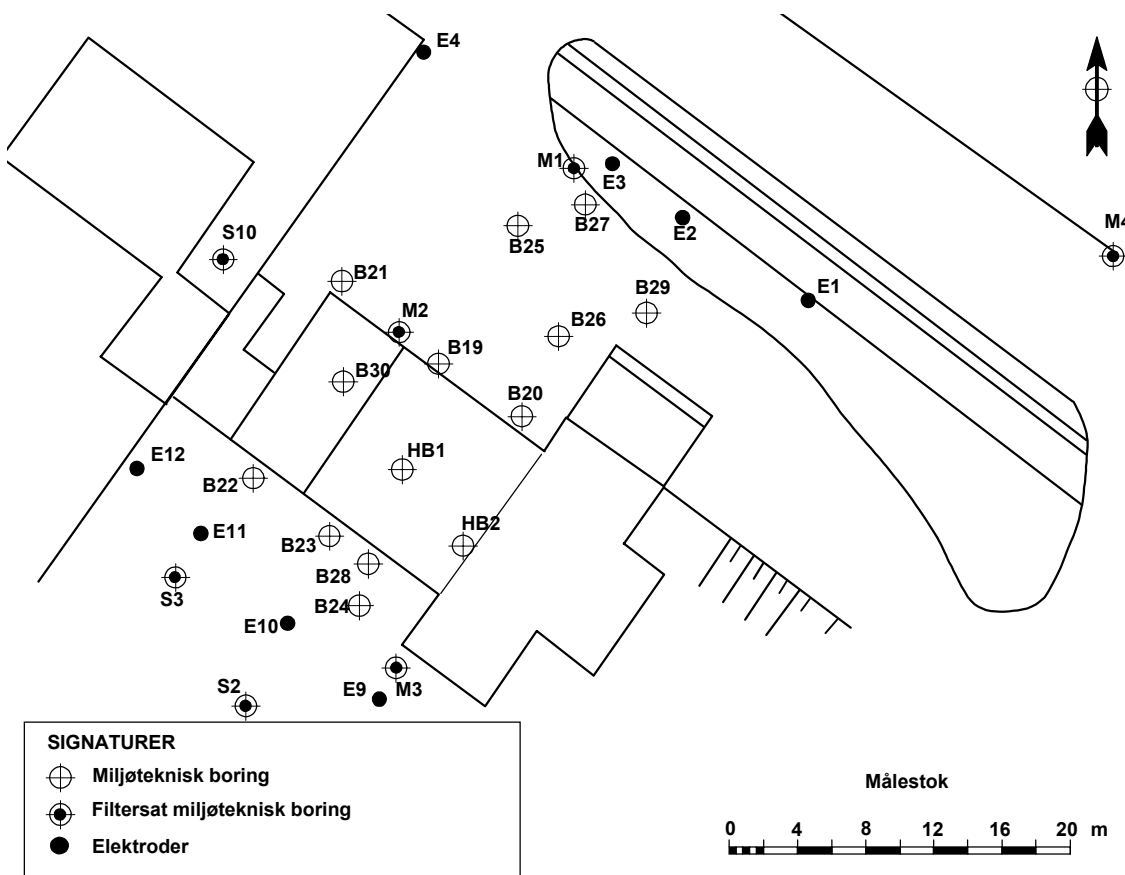 E4
M1
E3
B27
B25
E2
M4
S10
B21
E1
B29
M2
B26
B19
B30
B20
E12
HB1
B22
E11
B23
HB2
B28
S3
B24
E10
S2
E9
M3
SIGNATURER
Miljøteknisk boring
Filtersat miljøteknisk boring
Elektroder
Målestok
0 4 8 12 16 20 m